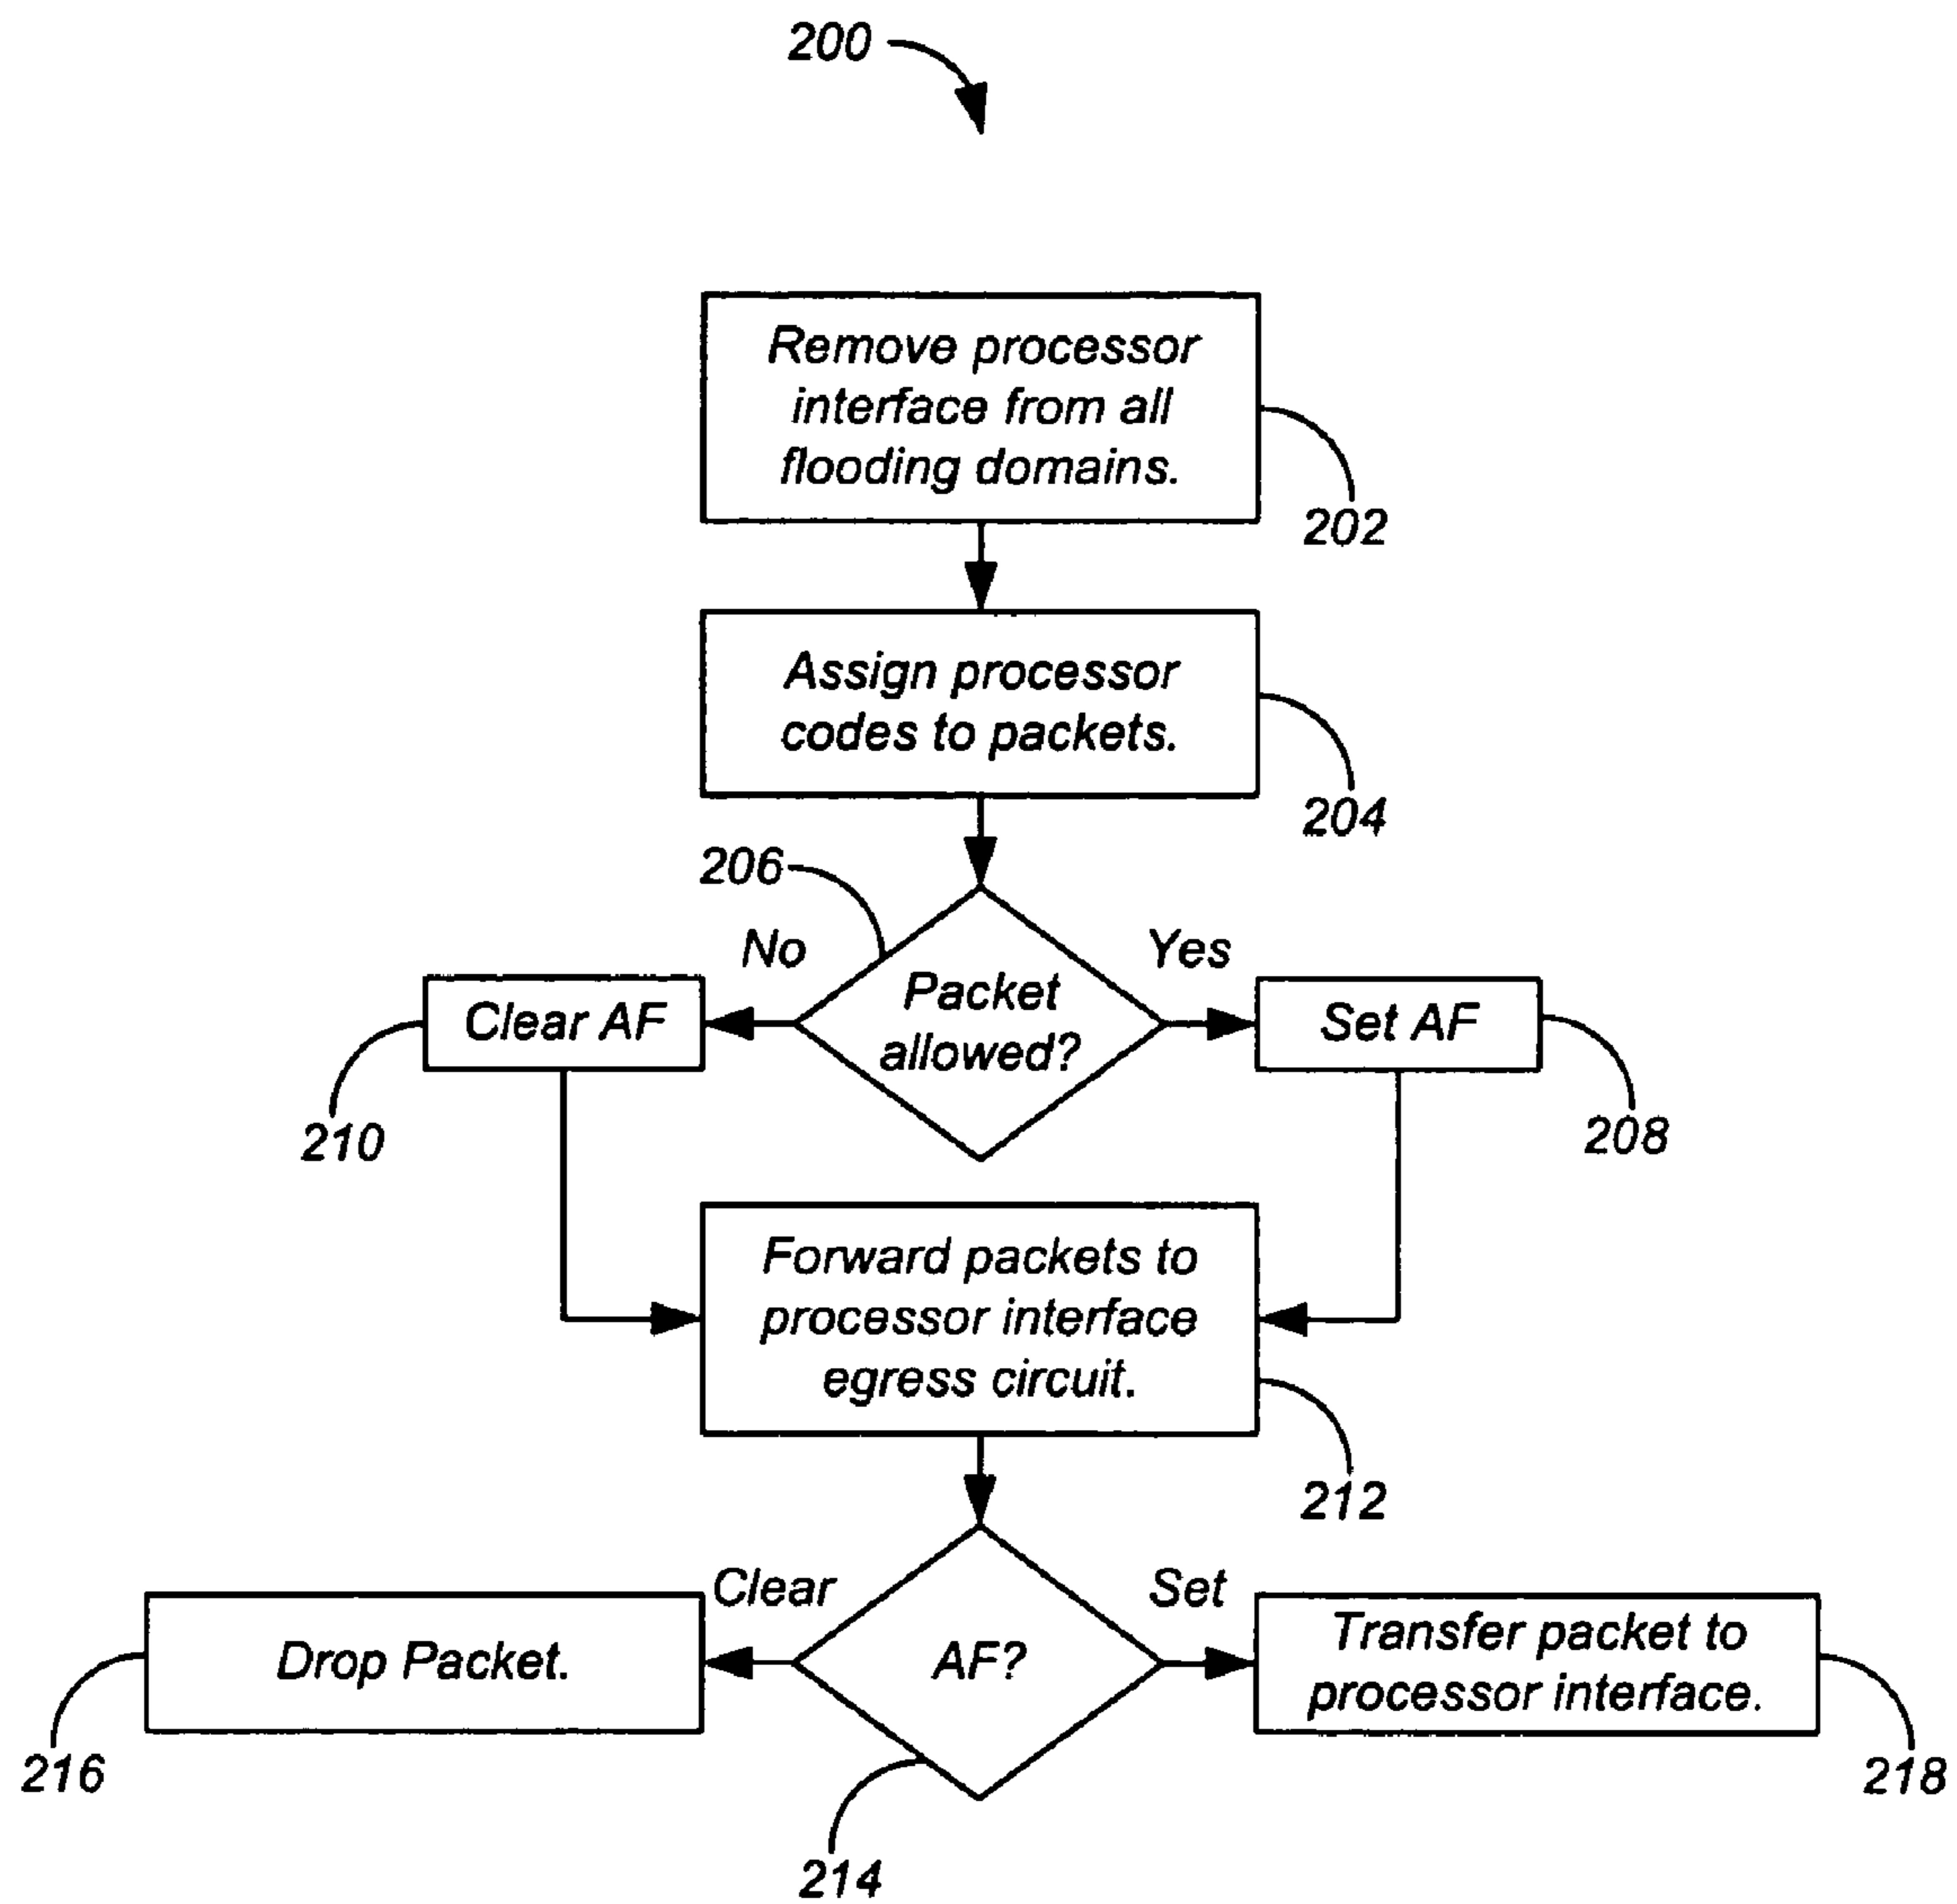 200
Remove processor
interface from all
flooding domains.
202
Assign processor
codes to packets.
204
206
No
Yes
Clear AF
Packet
allowed?
Set AF
210
208
Forward packets to
processor interface
egress circuit.
212
Clear
Set
Drop Packet.
AF?
Transfer packet to
processor interface.
216
218
214